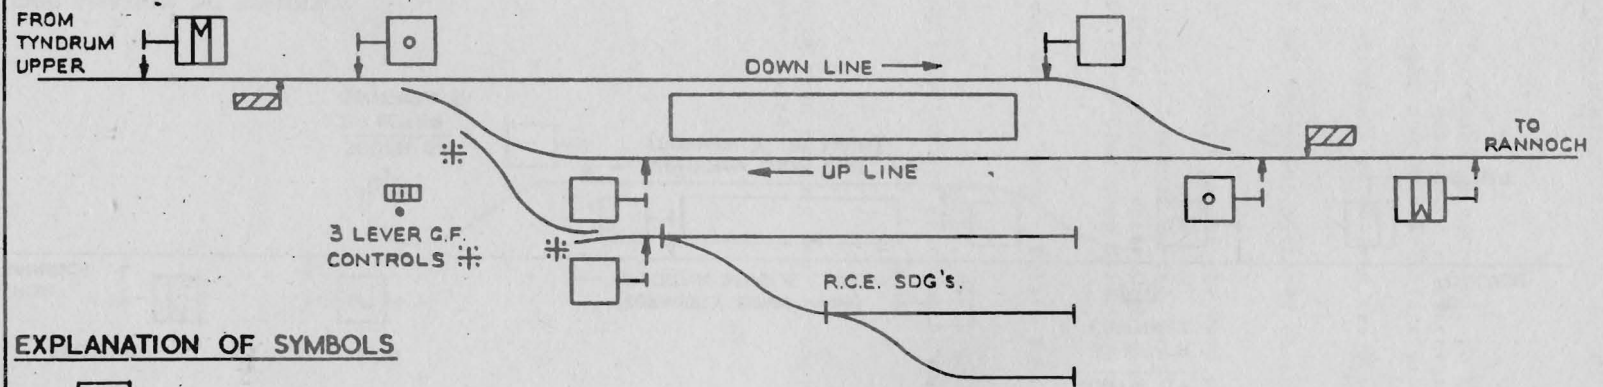 FROM
TYNDRUM
UPPER
M
DOWN LINE
TO
RANNOCH
UP LINE
3 LEVER G.F.
CONTROLS
R.C.E. SDG's.
EXPLANATION OF SYMBOLS